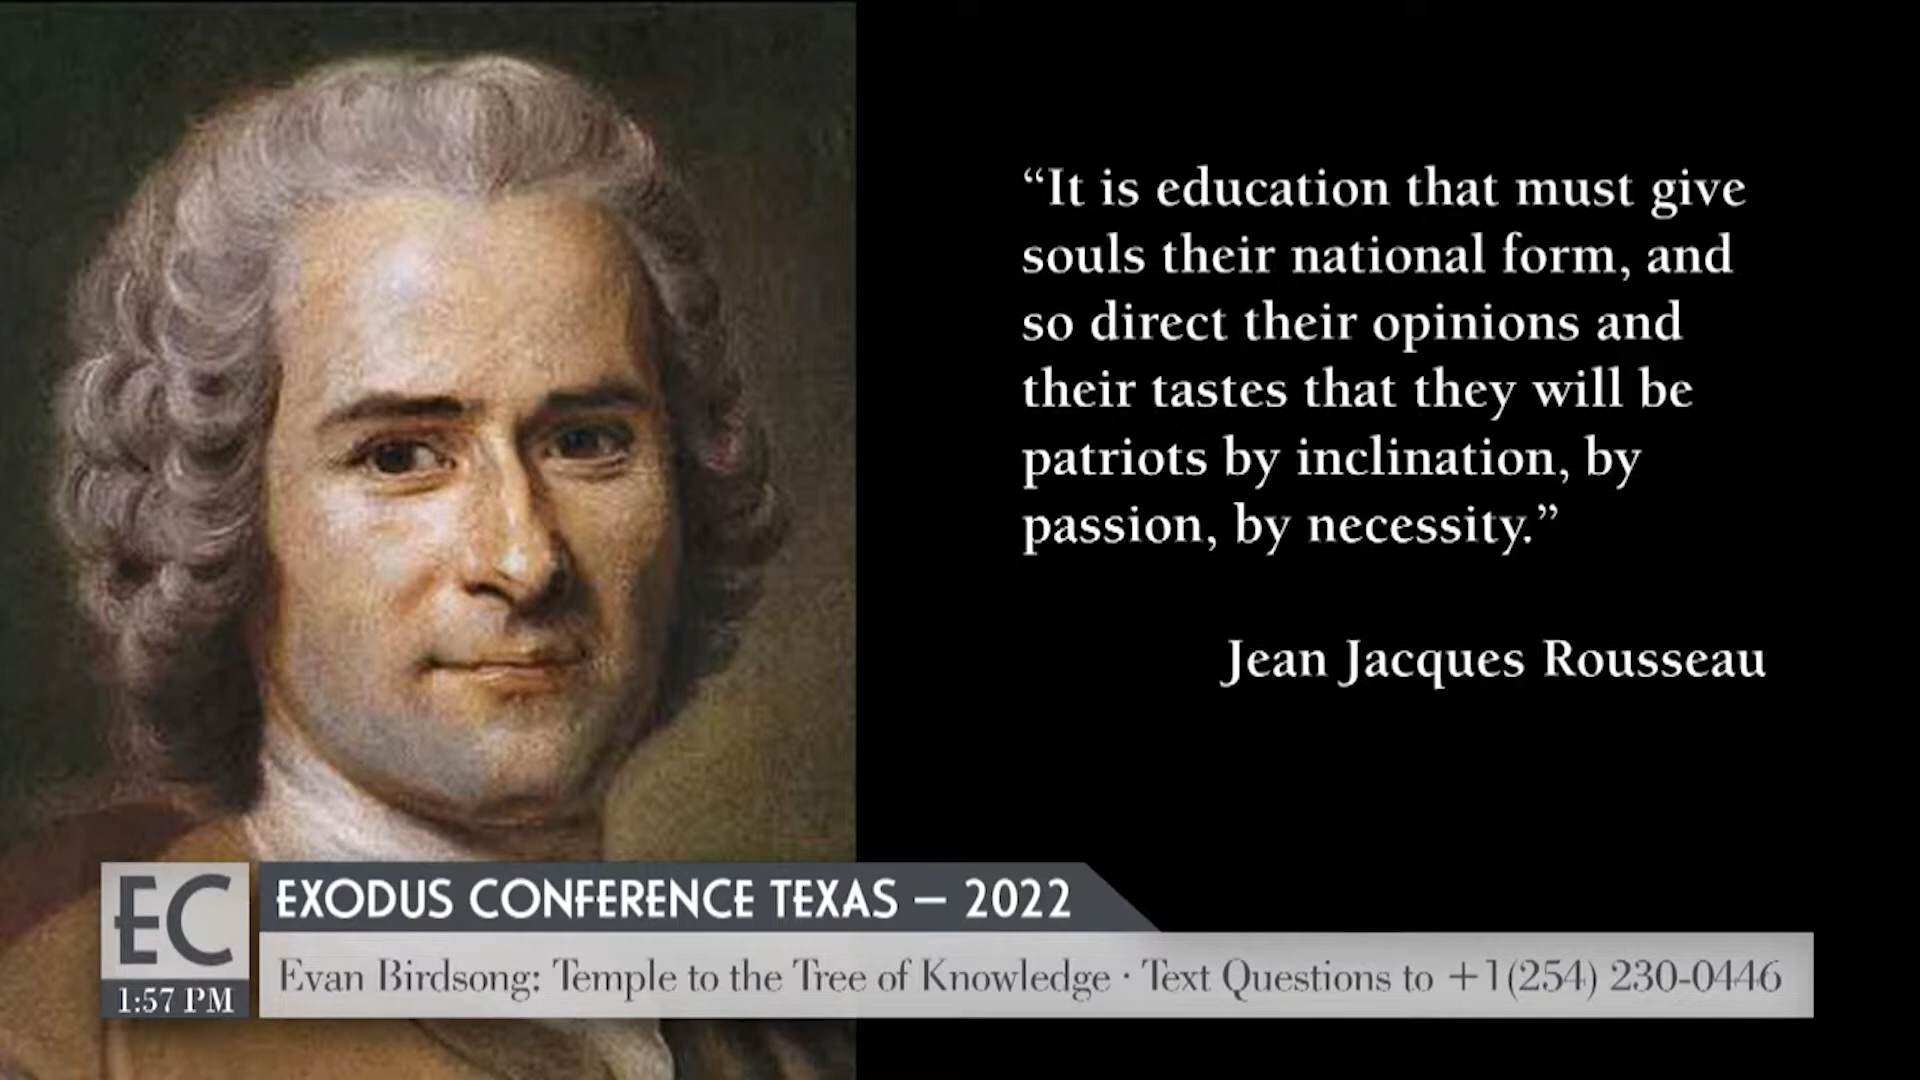 “It is education that must give
souls their national form, and
so direct their opinions and
their tastes that they will be
patriots by inclination, by
passion, by necessity.”
Jean Jacques Rousseau
EC
1:57 PM
EXODUS CONFERENCE TEXAS – 2022
Evan Birdsong: Temple to the Tree of Knowledge · Text Questions to +1(254) 230-0446